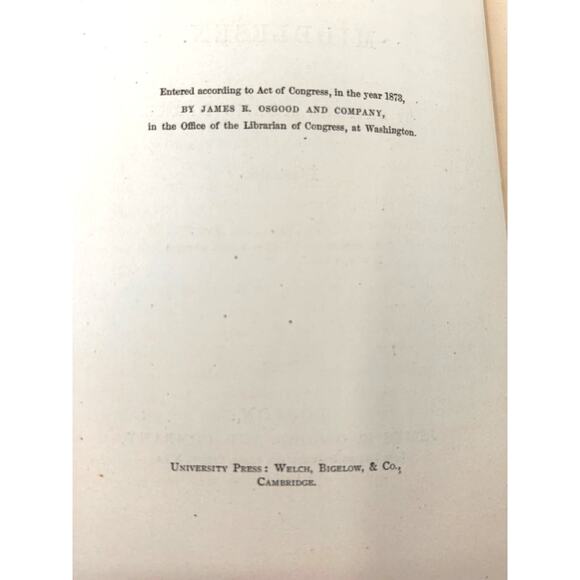 Entered according to Act of Congress, in the year 1873,
BY JAMES R. OSGOOD AND COMPANY,
in the Office of the Librarian of Congress, at Washington.
UNIVERSITY PRESS: WELCH, BIGELOW, & CO.,
CAMBRIDGE.